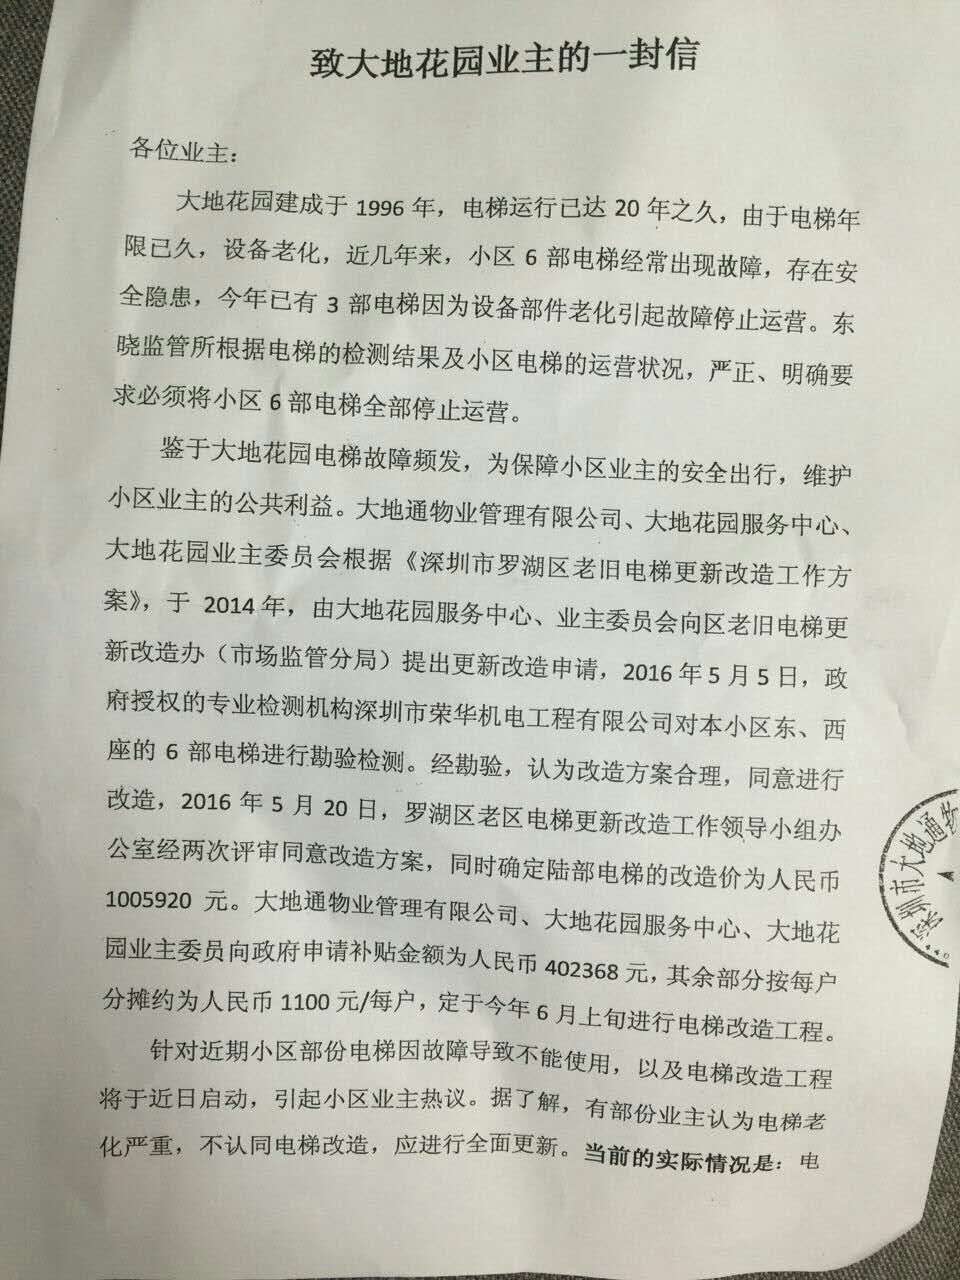 致大地花园业主的一封信
各位业主：
大地花园建成于 1996 年，电梯运行已达 20 年之久，由于电梯年
限已久，设备老化，近几年来，小区 6 部电梯经常出现故障，存在安
全隐患，今年已有 3 部电梯因为设备部件老化引起故障停止运营。东
晓监管所根据电梯的检测结果及小区电梯的运营状况，严正、明确要
求必须将小区 6 部电梯全部停止运营。
鉴于大地花园电梯故障频发，为保障小区业主的安全出行，维护
小区业主的公共利益。大地通物业管理有限公司、大地花园服务中心、
大地花园业主委员会根据《深圳市罗湖区老旧电梯更新改造工作方
案》，于 2014 年，由大地花园服务中心、业主委员会向区老旧电梯更
新改造办（市场监管分局）提出更新改造申请，2016 年 5 月 5 日，政
府授权的专业检测机构深圳市荣华机电工程有限公司对本小区东、西
座的 6 部电梯进行勘验检测。经勘验，认为改造方案合理，同意进行
改造，2016 年 5 月 20 日，罗湖区老区电梯更新改造工作领导小组办
公室经两次评审同意改造方案，同时确定陆部电梯的改造价为人民币
1005920 元。大地通物业管理有限公司、大地花园服务中心、大地花
园业主委员向政府申请补贴金额为人民币 402368 元，其余部分按每户
分摊约为人民币 1100 元/每户，定于今年 6 月上旬进行电梯改造工程。
针对近期小区部份电梯因故障导致不能使用，以及电梯改造工程
将于近日启动，引起小区业主热议。据了解，有部份业主认为电梯老
化严重，不认同电梯改造，应进行全面更新。当前的实际情况是：电
深圳市大地通物
440